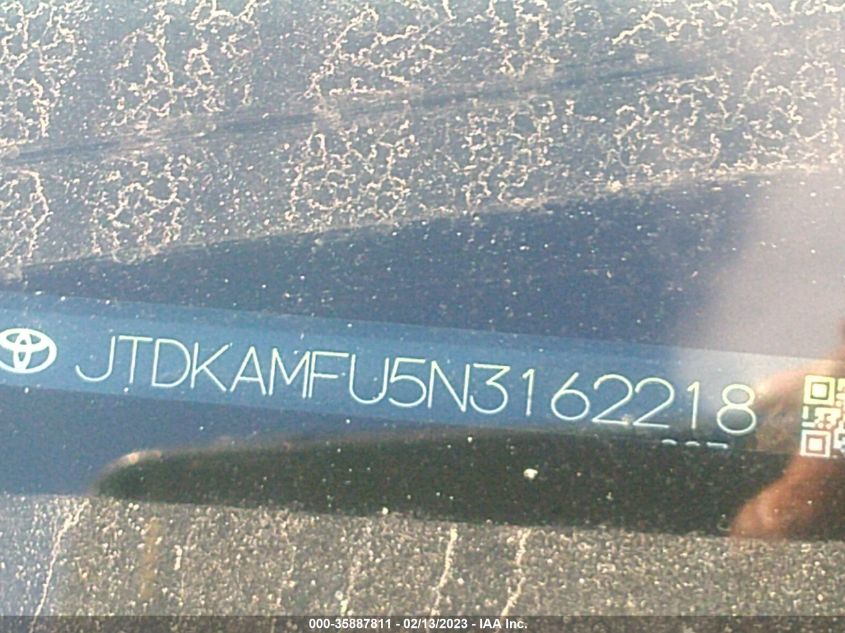 JTDKAMFU5N3162218
000-35887811 - 02/13/2023 - IAA Inc.